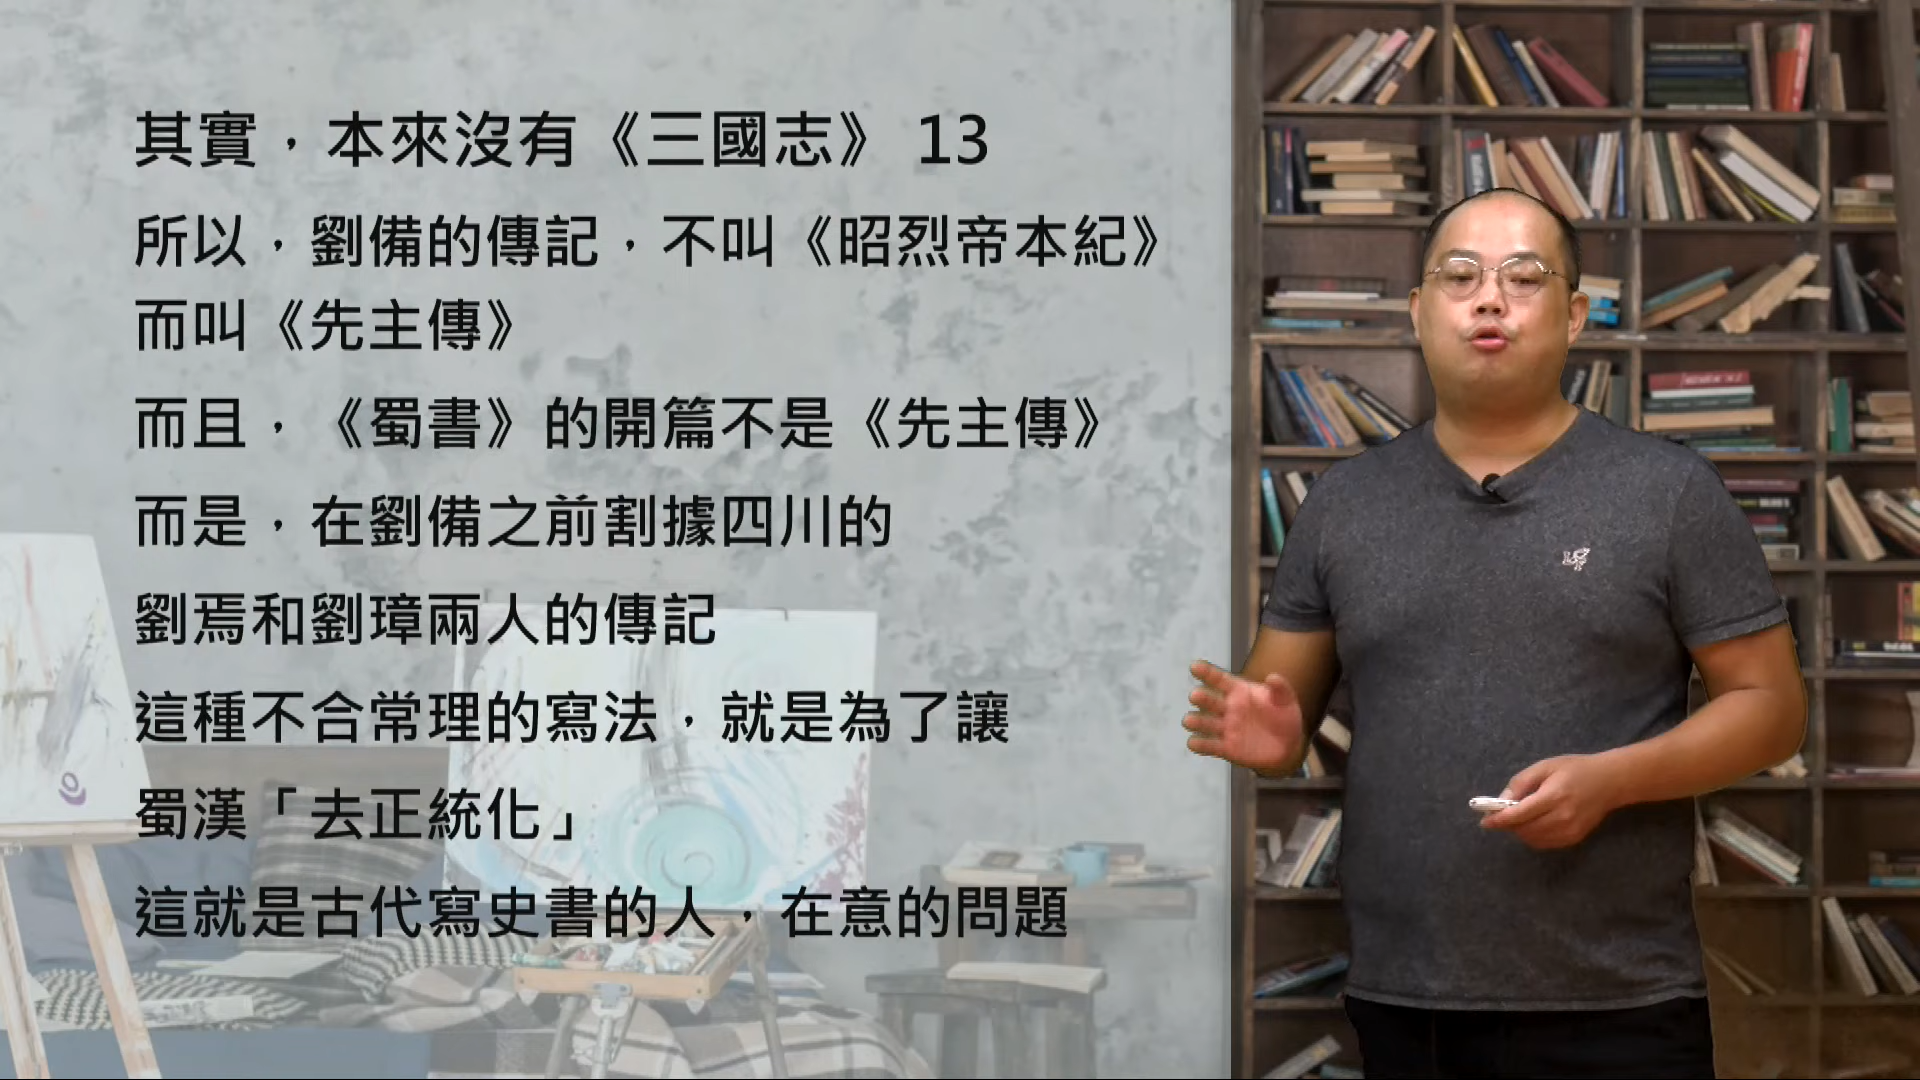 其實，本來沒有《三國志》 13
所以，劉備的傳記，不叫《昭烈帝本紀》
而叫《先主傳》
而且，《蜀書》的開篇不是《先主傳》
而是，在劉備之前割據四川的
劉焉和劉璋兩人的傳記
這種不合常理的寫法，就是為了讓
蜀漢「去正統化」
這就是古代寫史書的人，在意的問題